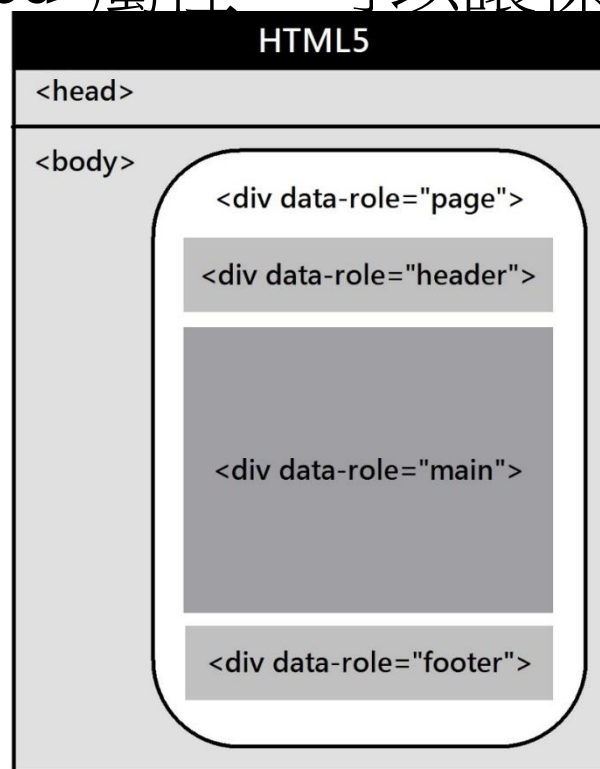 HTML5
<head>
<body>
<div data-role="page">
<div data-role="header">
<div data-role="main">
<div data-role="footer">